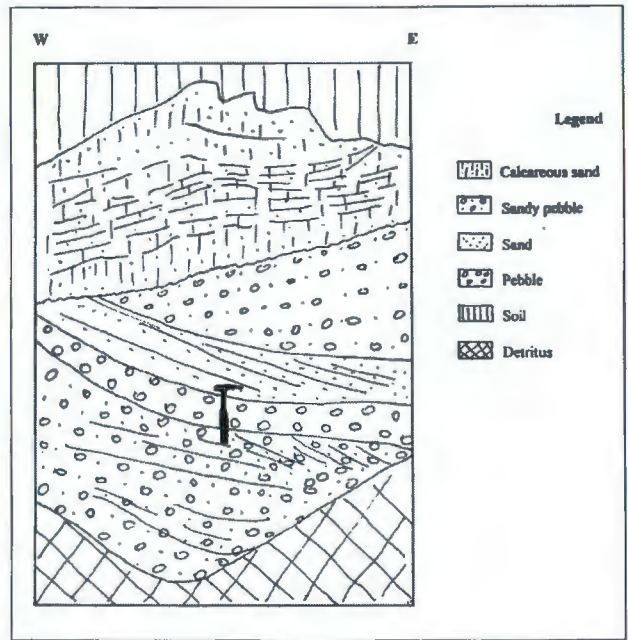 W E
Legend
Calcareous sand
Sandy pebble
Sand
Pebble
Soil
Detritus